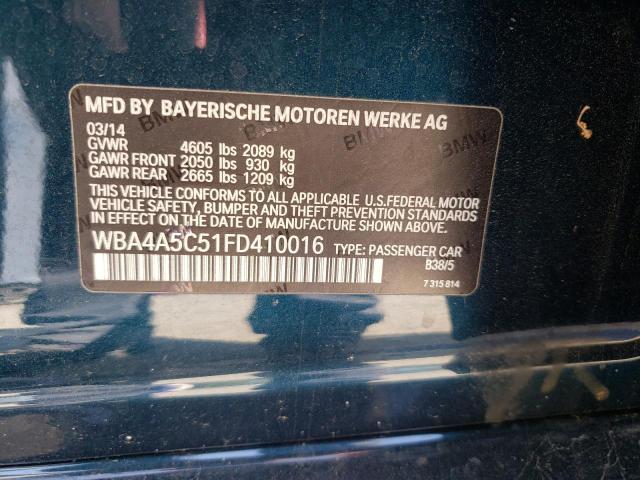 MFD BY BAYERISCHE MOTOREN WERKE AG
03/14
GVWR 4605 lbs 2089 kg
GAWR FRONT 2050 lbs 930 kg
GAWR REAR 2665 lbs 1209 kg
THIS VEHICLE CONFORMS TO ALL APPLICABLE U.S.FEDERAL MOTOR
VEHICLE SAFETY, BUMPER AND THEFT PREVENTION STANDARDS
IN EFFECT ON THE DATE OF MANUFACTURE SHOWN ABOVE.
WBA4A5C51FD410016 TYPE: PASSENGER CAR
B38/5
7 315 814